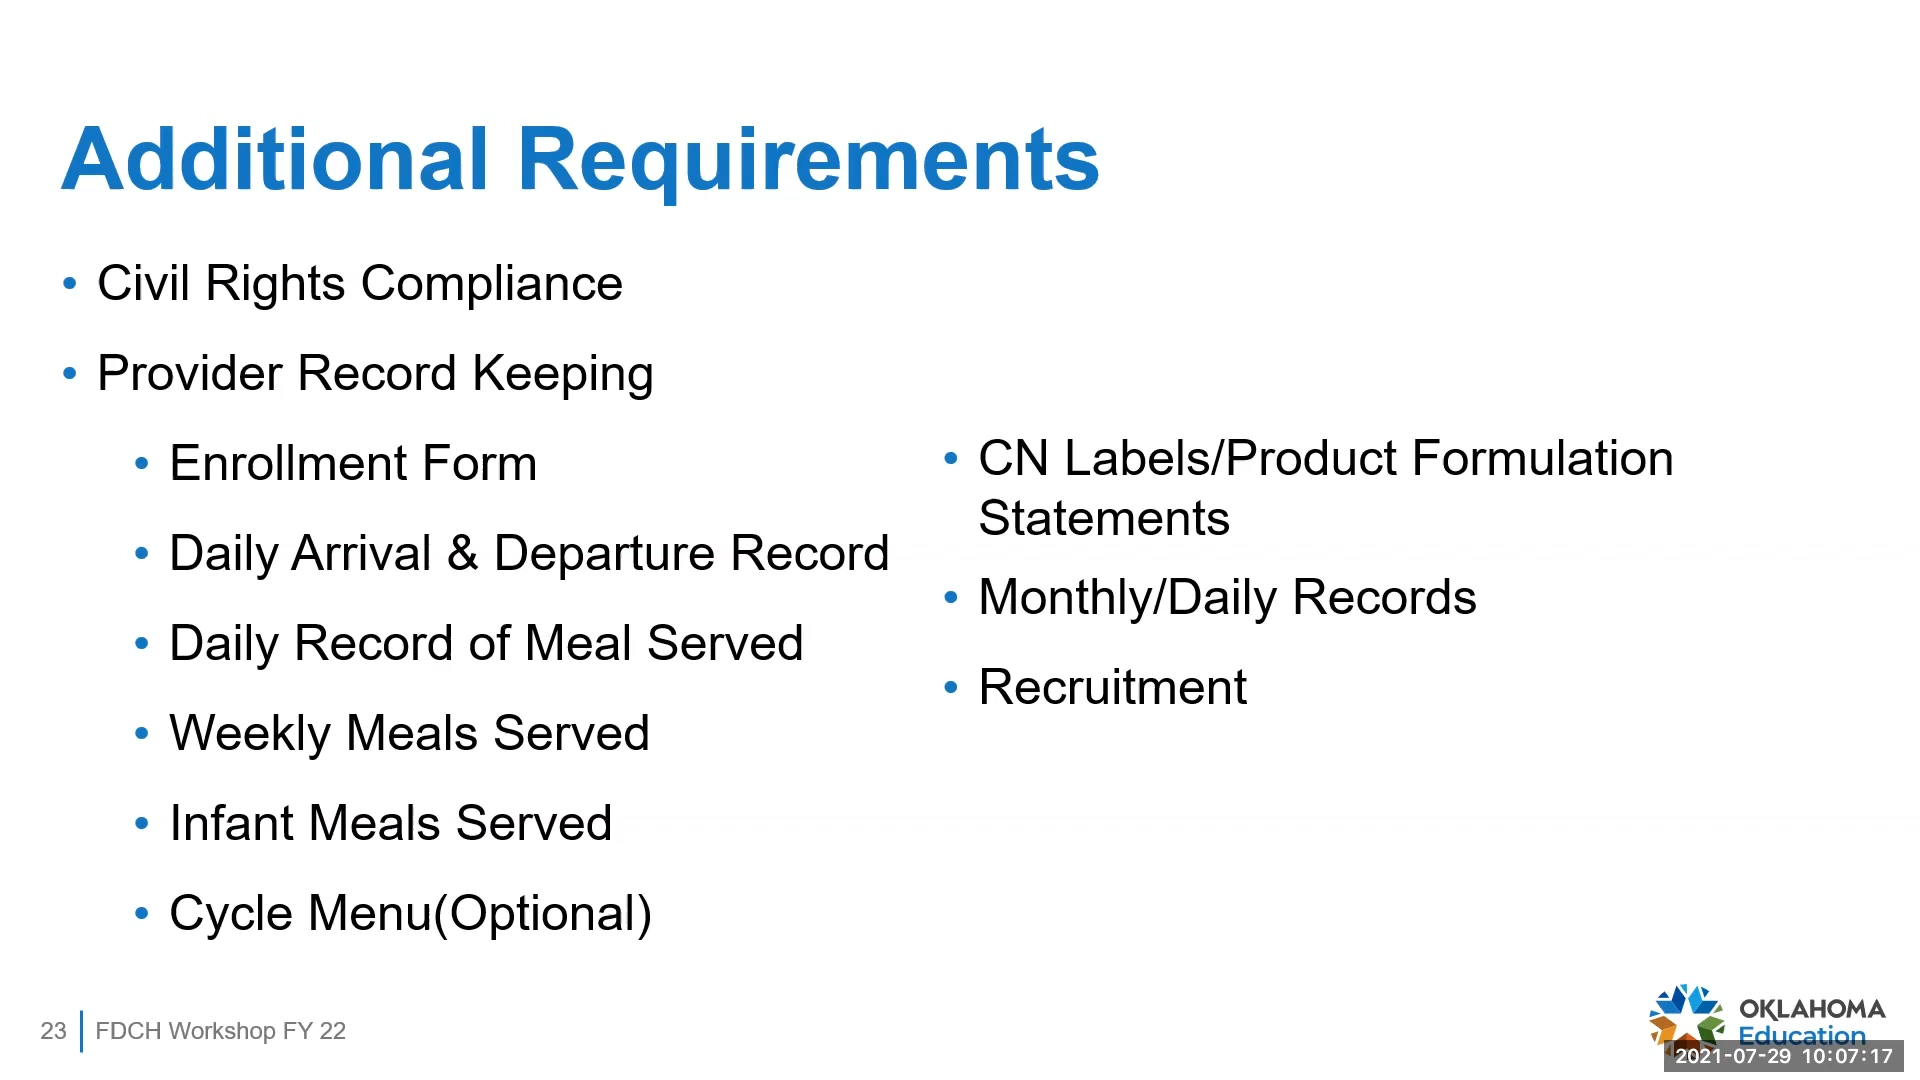 Additional Requirements
• Civil Rights Compliance
• Provider Record Keeping
• Enrollment Form
• Daily Arrival & Departure Record
• Daily Record of Meal Served
• Weekly Meals Served
• Infant Meals Served
• Cycle Menu(Optional)
• CN Labels/Product Formulation
Statements
• Monthly/Daily Records
• Recruitment
23
FDCH Workshop FY 22
OKLAHOMA
Education
2021-07-29 10:07:17